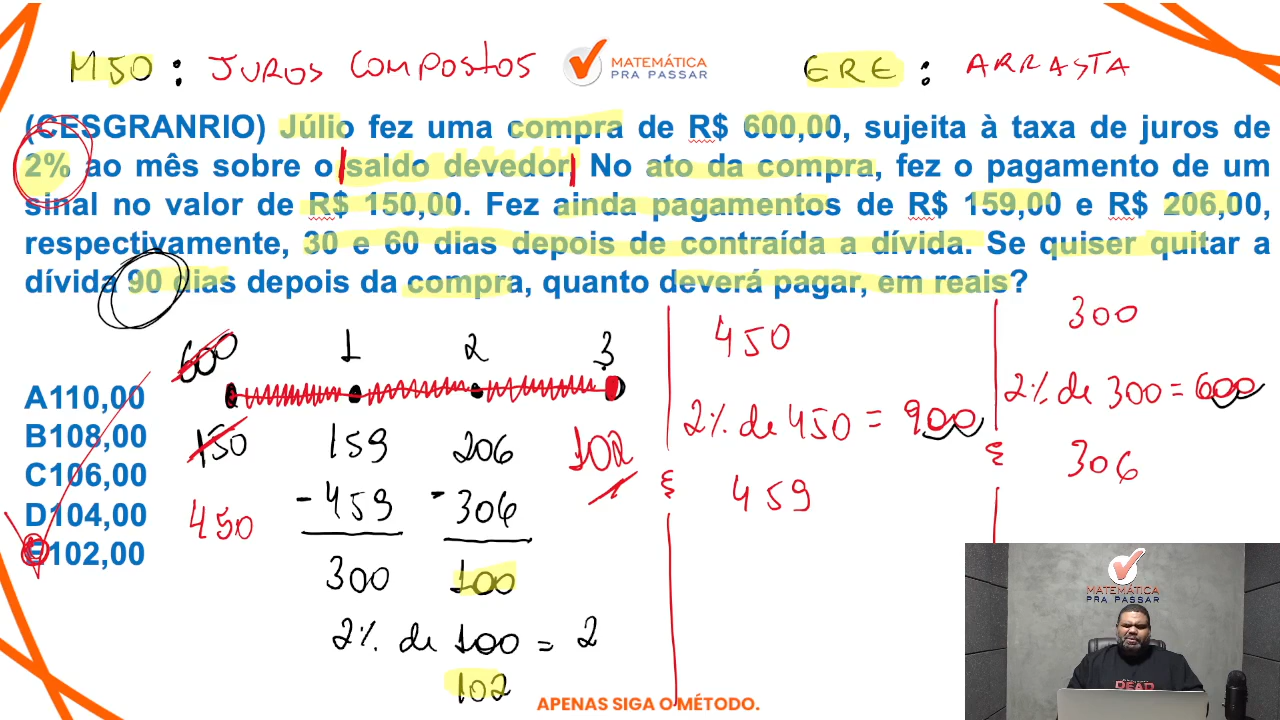 M50 : JUROS COMPOSTOS
MATEMÁTICA
PRA PASSAR
ERE : ARRASTA
(CESGRANRIO) Júlio fez uma compra de R$ 600,00, sujeita à taxa de juros de
2% ao mês sobre o saldo devedor. No ato da compra, fez o pagamento de um
sinal no valor de R$ 150,00. Fez ainda pagamentos de R$ 159,00 e R$ 206,00,
respectivamente, 30 e 60 dias depois de contraída a dívida. Se quiser quitar a
dívida 90 dias depois da compra, quanto deverá pagar, em reais?
A110,00
B108,00
C106,00
D104,00
E102,00
600 1 2 3
150 159 206 102
450 - 459 - 306
300 100
2% de 100 = 2
102
450
2% de 450 = 900
459
300
2% de 300 = 600
306
MATEMÁTICA
PRA PASSAR
DEAD
APENAS SIGA O MÉTODO.